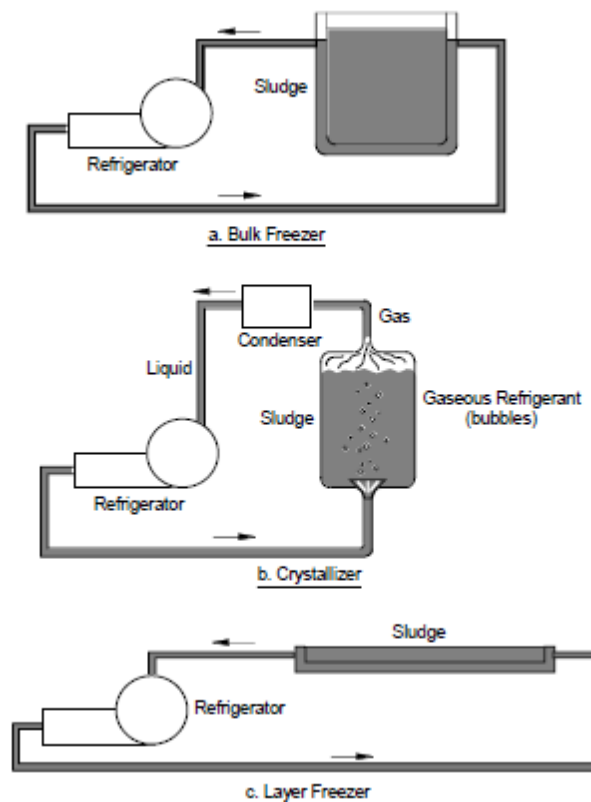 Sludge
Refrigerator
a. Bulk Freezer
Gas
Condenser
Liquid
Gaseous Refrigerant
(bubbles)
Sludge
Refrigerator
b. Crystallizer
Sludge
Refrigerator
c. Layer Freezer